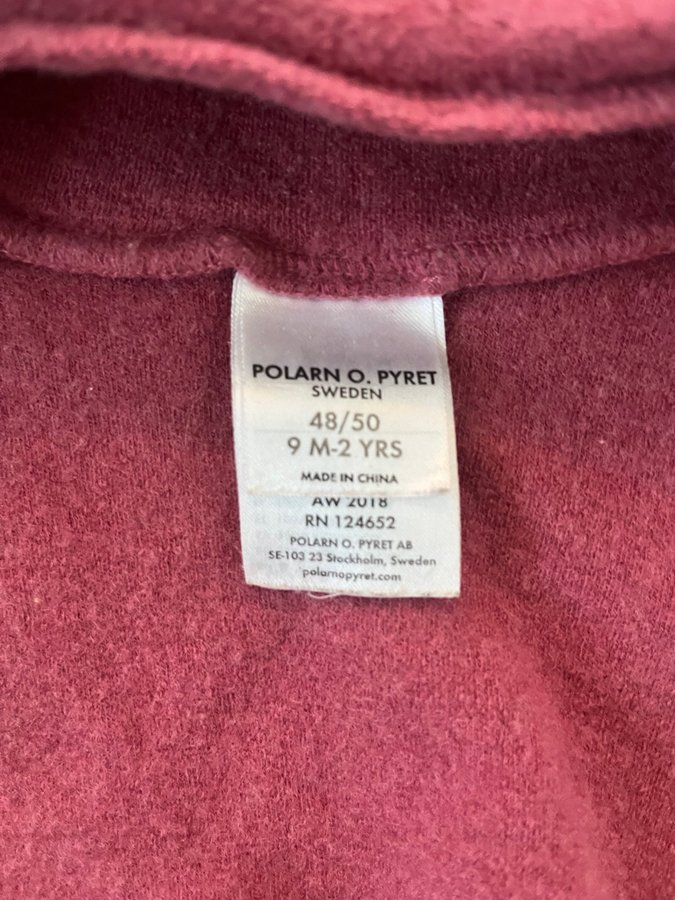 POLARN O. PYRET
SWEDEN
48/50
9 M-2 YRS
MADE IN CHINA
AW 2018
RN 124652
POLARN O. PYRET AB
SE-103 23 Stockholm, Sweden
polarnopyret.com